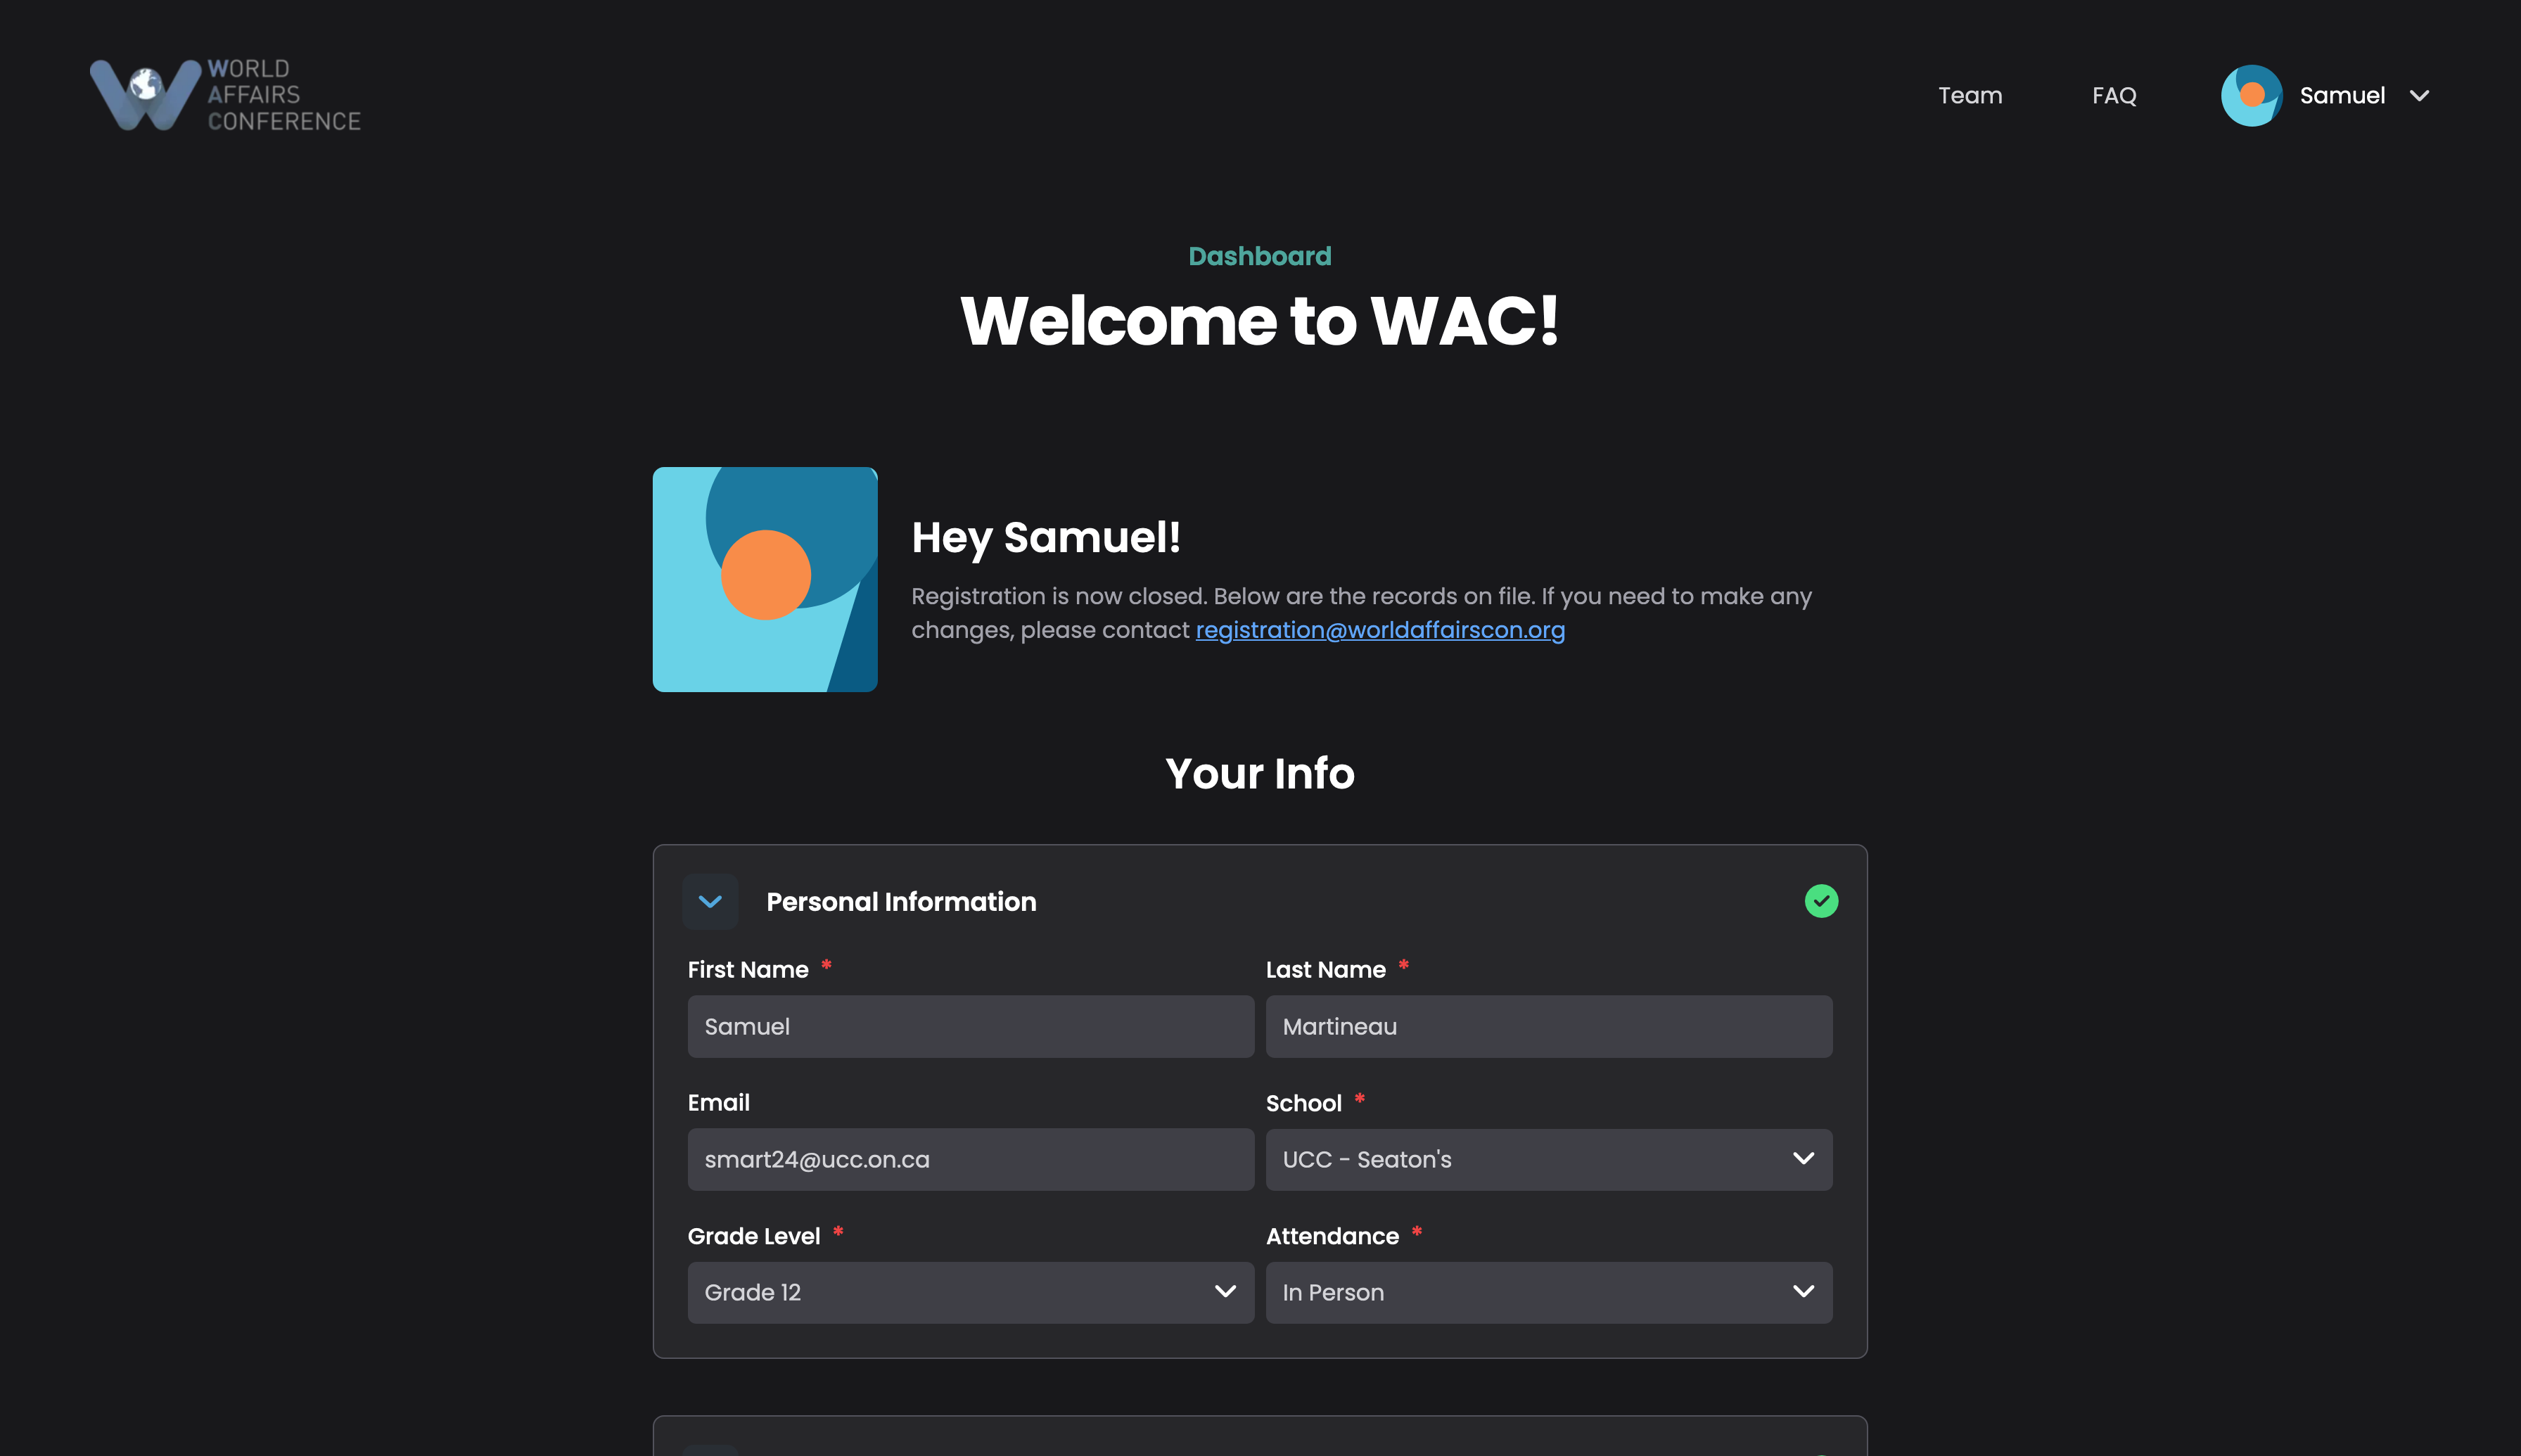 WORLD
AFFAIRS
CONFERENCE
Team
FAQ
Samuel
Dashboard
Welcome to WAC!
Hey Samuel!
Registration is now closed. Below are the records on file. If you need to make any
changes, please contact registration@worldaffairscon.org
Your Info
Personal Information
First Name *
Last Name *
Samuel
Martineau
Email
School *
smart24@ucc.on.ca
UCC - Seaton's
Grade Level *
Attendance *
Grade 12
In Person